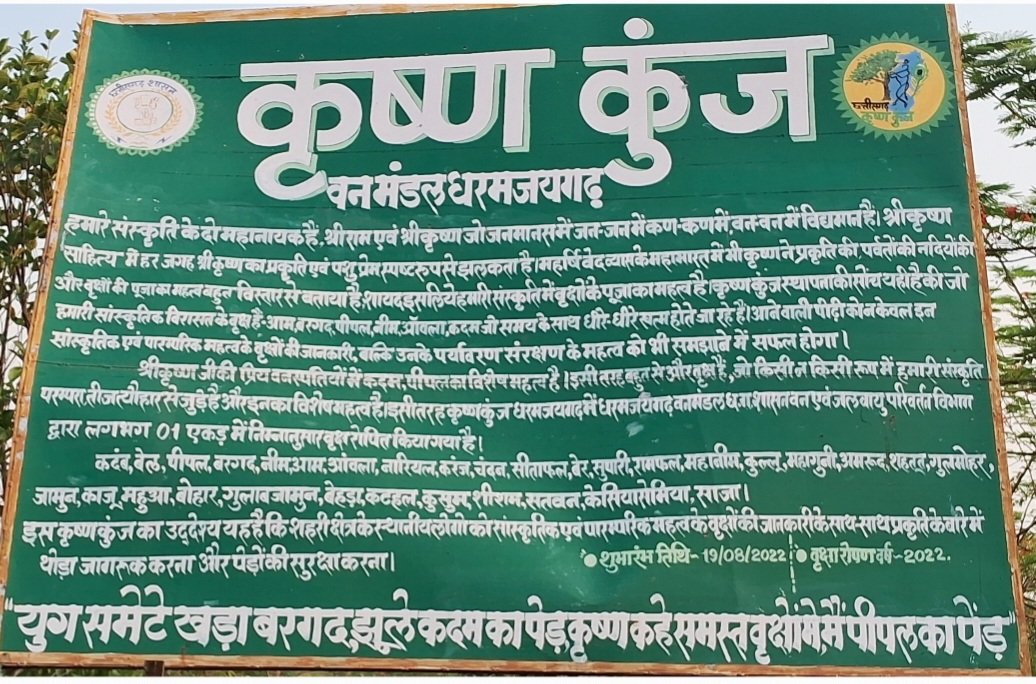 छत्तीसगढ़ शासन
कृष्ण कुंज
छत्तीसगढ़
कृष्ण कुंज
वन मंडल धरमजयगढ़
हमारे संस्कृति के दो महानायक है, श्रीराम एवं श्रीकृष्ण जो जनमानस में जन-जन में कण-कण में, वन-वन में विद्यमान है। श्रीकृष्ण
साहित्य में हर जगह श्रीकृष्ण का प्रकृति एवं पशु प्रेम स्पष्ट रूप से झलकता है। महर्षि वेदव्यास के महाभारत में भी कृष्ण ने प्रकृति की, पर्वतों की नदियों की
और वृक्षों की पूजा का महत्व बहुत विस्तार से बताया है, शायद इसलिये हमारी संस्कृति में वृक्षों के पूजा का महत्व है। कृष्ण कुंज स्थापना की सोच यही है की जो
हमारी सांस्कृतिक विरासत के वृक्ष है- आम, बरगद, पीपल, नीम, आंवला, कदम जो समय के साथ धीरे-धीरे खत्म होते जा रहे है। आने वाली पीढ़ी को न केवल इन
सांस्कृतिक एवं पारम्परिक महत्व के वृक्षों की जानकारी, बल्कि उनके पर्यावरण संरक्षण के महत्व को भी समझाने में सफल होगा।
श्रीकृष्ण जी की प्रिय वनस्पतियों में कदम, पीपल का विशेष महत्व है। इसी तरह बहुत से और वृक्ष है, जो किसी न किसी रूप में हमारी संस्कृति
परम्परा तीज त्यौहार से जुड़े है और इनका विशेष महत्व है। इसी तरह कृष्ण कुंज धरमजयगढ़ में धरमजयगढ़ वनमंडल छ.ग. शासन वन एवं जलवायु परिवर्तन विभाग
द्वारा लगभग 01 एकड़ में निम्नानुसार वृक्ष रोपित किया गया है।
कदंब, बेल, पीपल, बरगद, नीम, आम, आंवला, नारियल, करंज, चंदन, सीताफल, बेर, सुपारी, रामफल, महानीम, कुल्लू, महागुनी, अमरूद, शहतूत, गुलमोहर,
जामुन, काजू, महुआ, बोहार, गुलाब जामुन, बेहड़ा, कटहल, कुसुम, शीशम, सतवन, केसियासेमिया, साजा।
इस कृष्ण कुंज का उद्देश्य यह है कि शहरी क्षेत्र के स्थानीय लोगों को सांस्कृतिक एवं पारम्परिक महत्व के वृक्षों की जानकारी के साथ-साथ प्रकृति के बारे में
थोड़ा जागरूक करना और पेड़ों की सुरक्षा करना।
● शुभारंभ तिथि- 19/08/2022 ● वृक्षारोपण वर्ष-2022.
"युग समेटे खड़ा बरगद, झूले कदम का पेड़ कृष्ण कहे समस्त वृक्षों में मैं पीपल का पेड़"